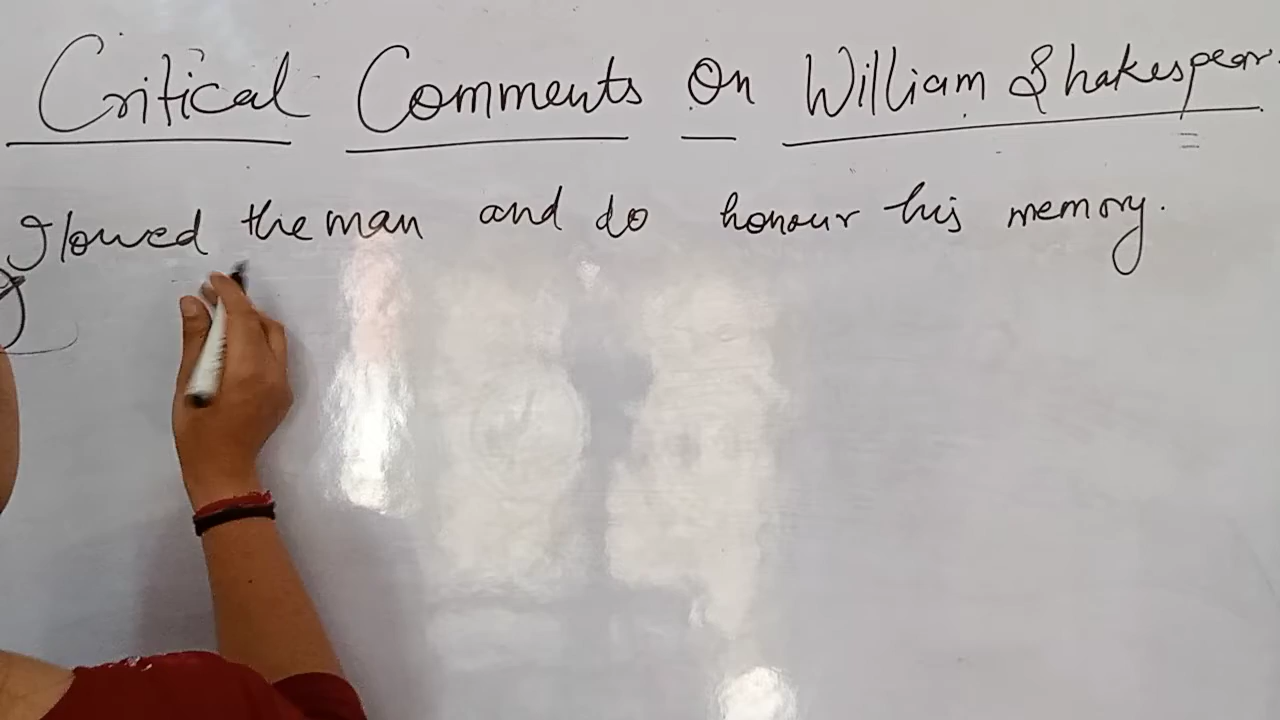 Critical Comments On William Shakespear.
I loved the man and do honour his memory.